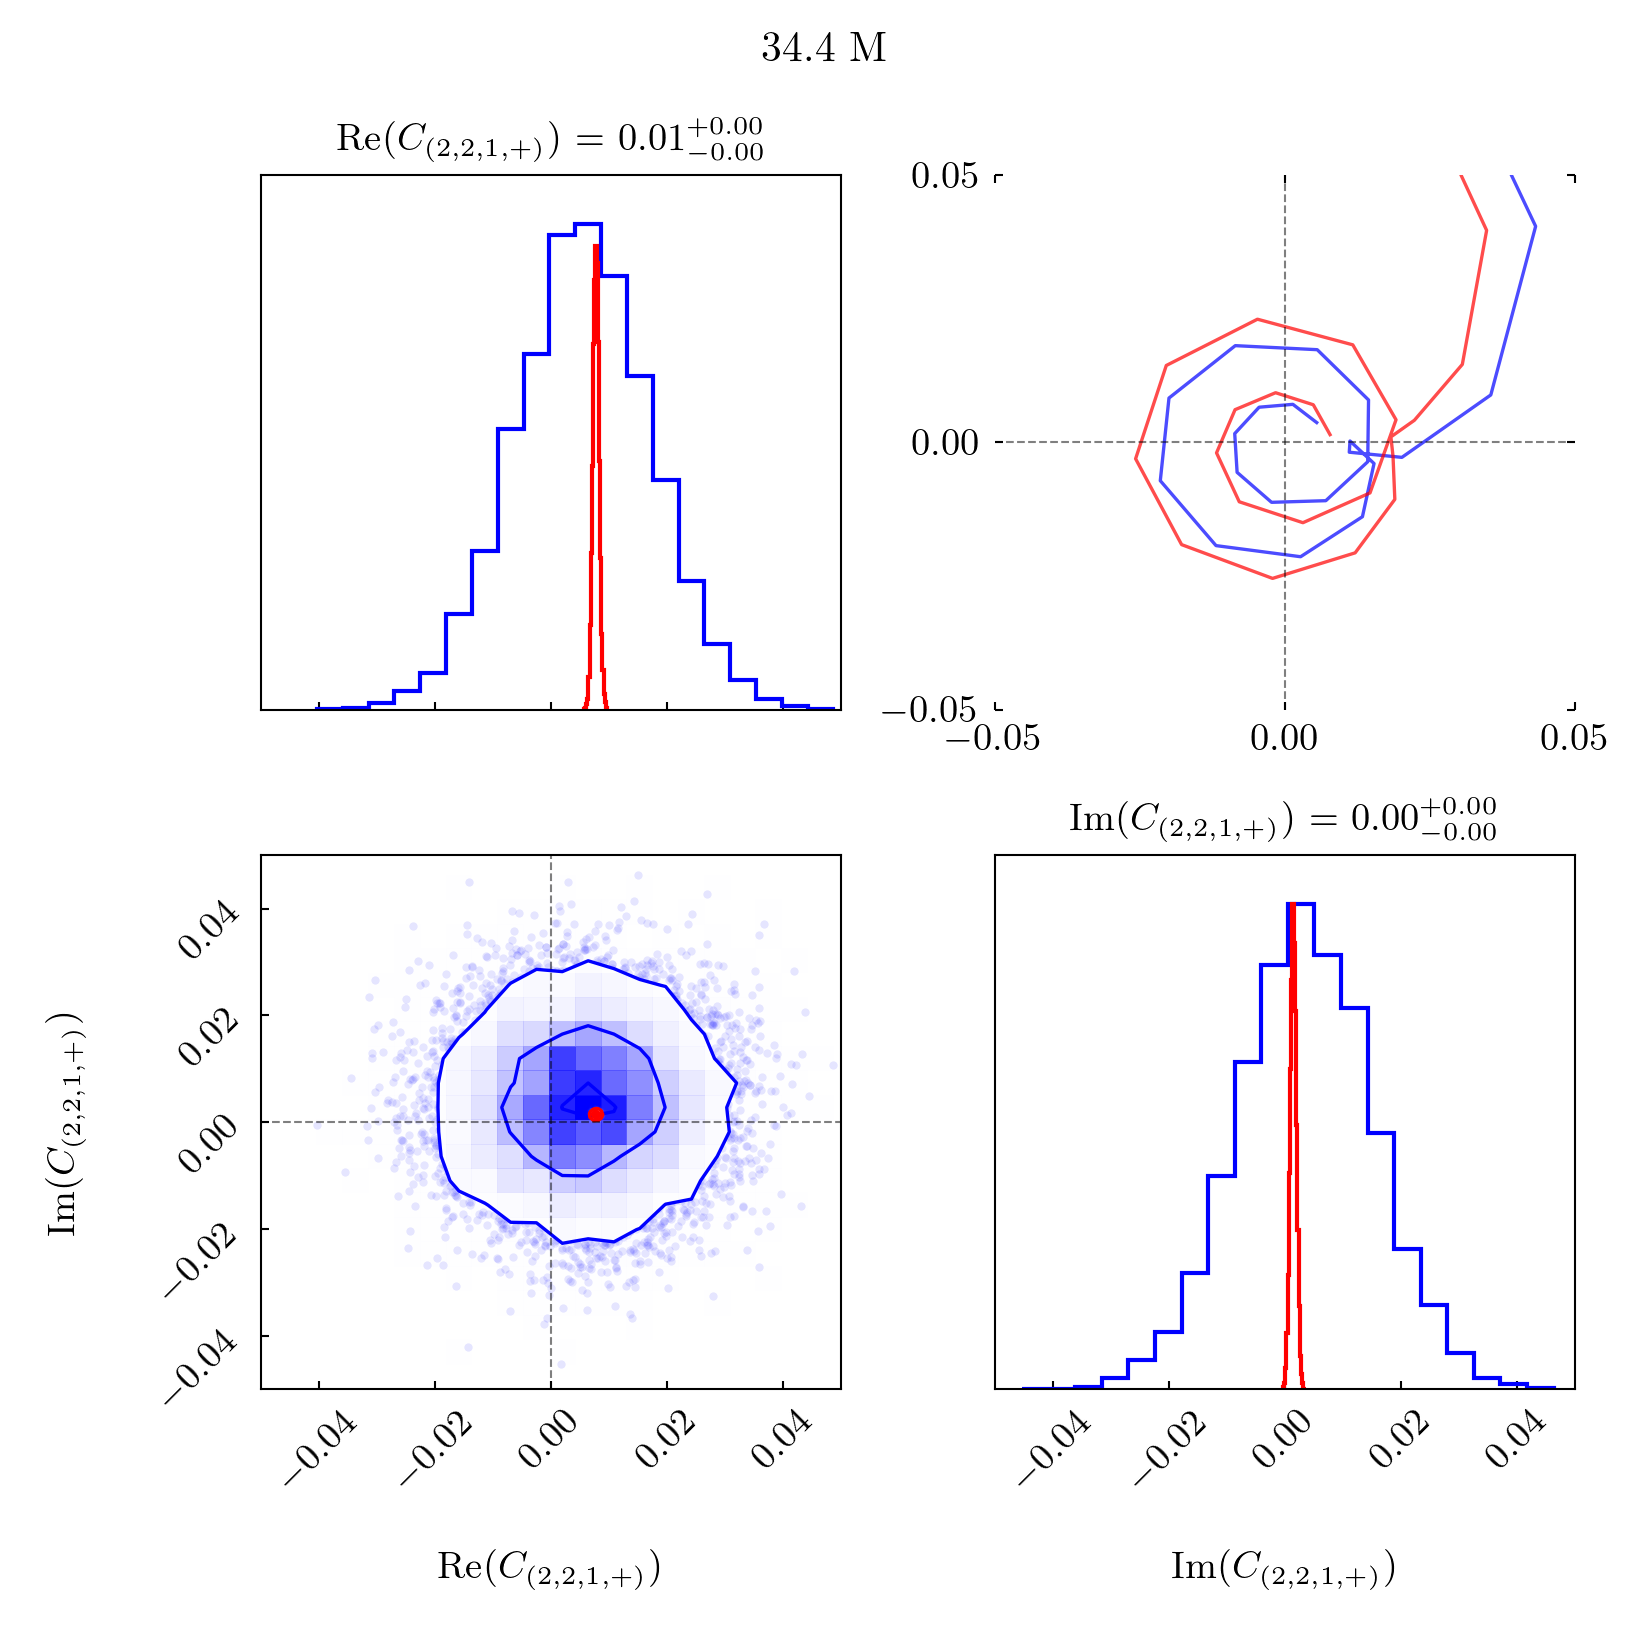 34.4 M
Re(C₍₂,₂,₁,₊₎) = 0.01⁺⁰·⁰⁰₋₀.₀₀
0.05
0.00
−0.05
−0.05 0.00 0.05
Im(C₍₂,₂,₁,₊₎) = 0.00⁺⁰·⁰⁰₋₀.₀₀
Im(C₍₂,₂,₁,₊₎)
0.04
0.02
0.00
−0.02
−0.04
−0.04 −0.02 0.00 0.02 0.04
−0.04 −0.02 0.00 0.02 0.04
Re(C₍₂,₂,₁,₊₎)
Im(C₍₂,₂,₁,₊₎)